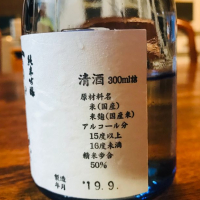 純米吟醸
清酒 300ml詰
原材料名
米(国産)
米麹(国産米)
アルコール分
15度以上
16度未満
精米歩合
50%
製造年月 '19.9.